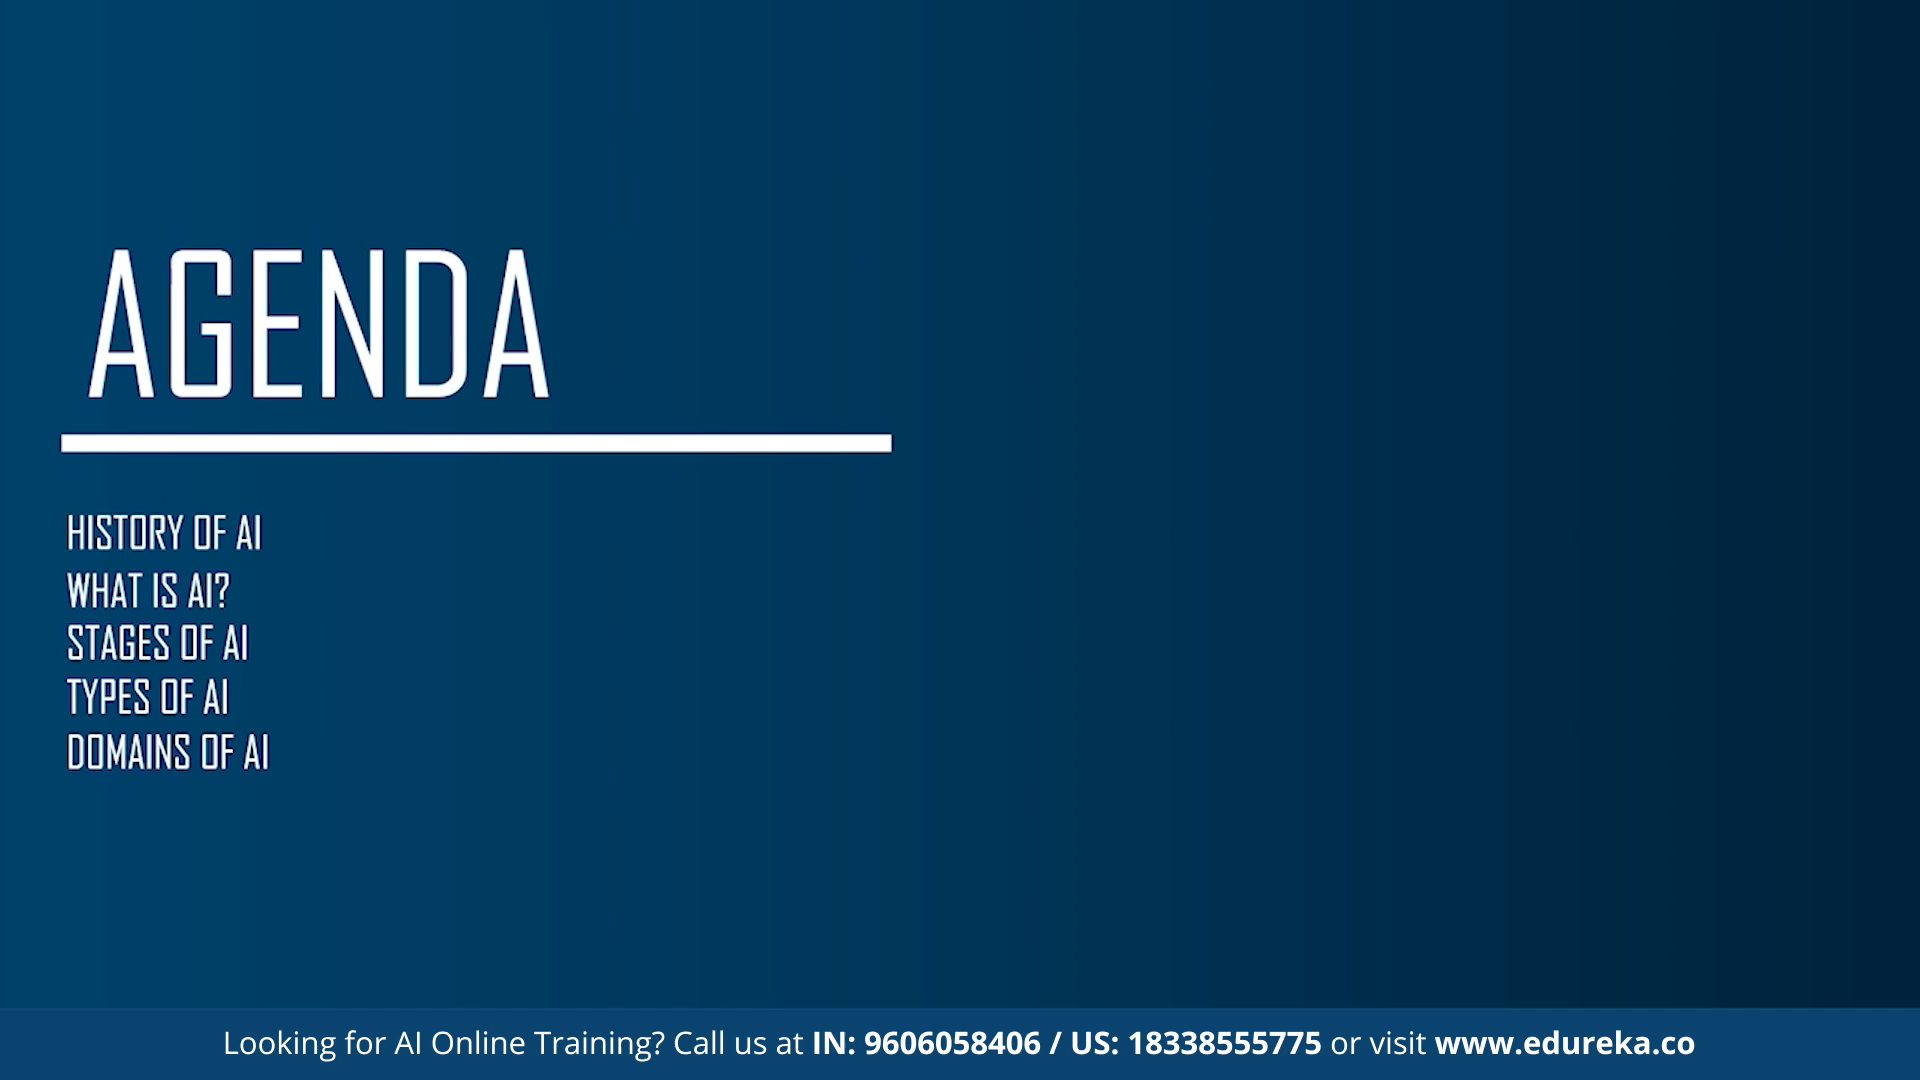 AGENDA
HISTORY OF AI
WHAT IS AI?
STAGES OF AI
TYPES OF AI
DOMAINS OF AI
Looking for AI Online Training? Call us at IN: 9606058406 / US: 18338555775 or visit www.edureka.co